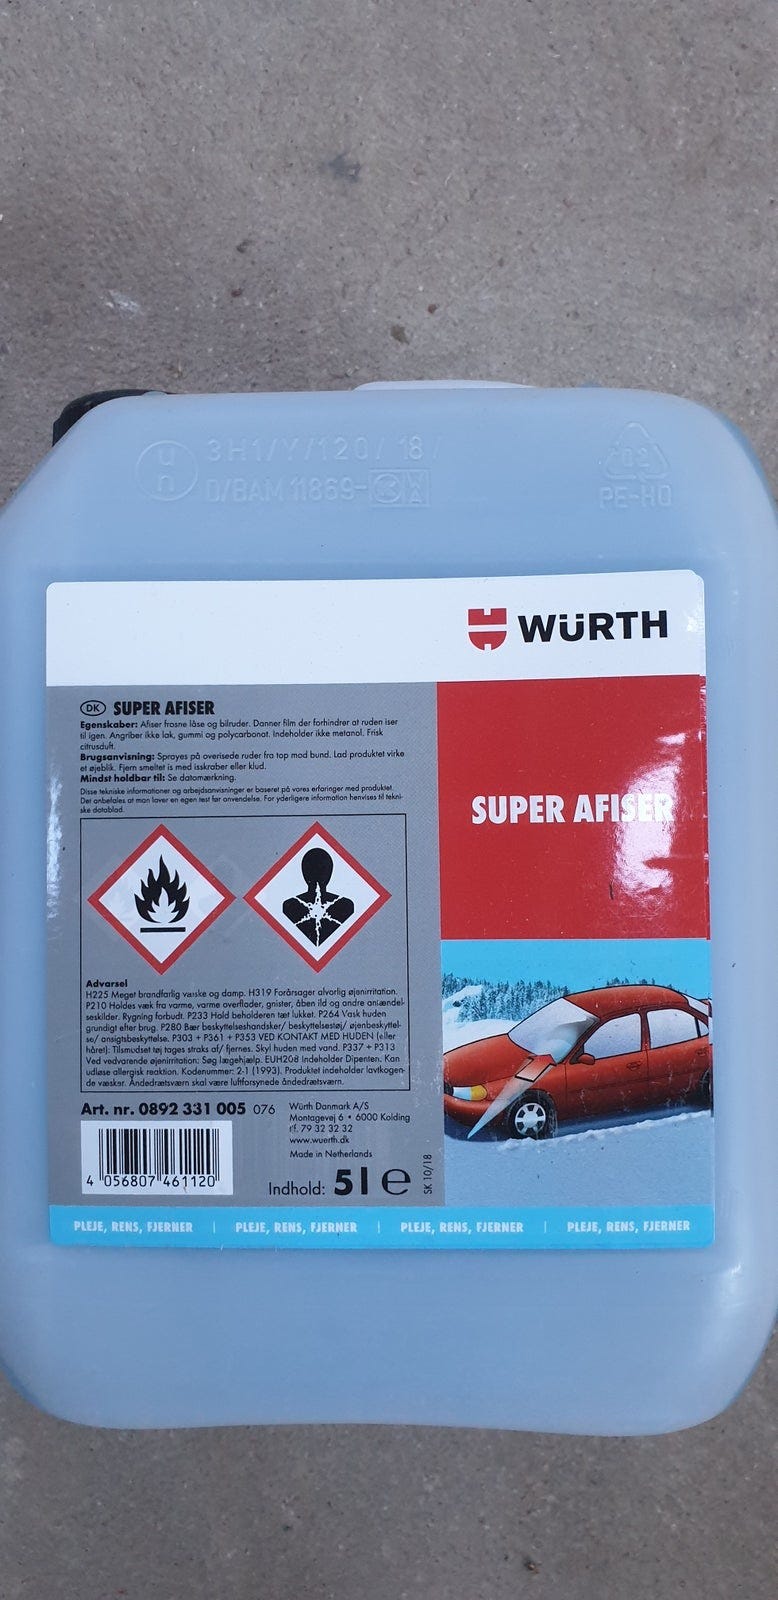 u
n
3H1/Y/120/ 18/
D/BAM 11869-
02
PE-HD
WÜRTH
DK SUPER AFISER
Egenskaber: Afiser frosne låse og bilruder. Danner film der forhindrer at ruden iser
til igen. Angriber ikke lak, gummi og polycarbonat. Indeholder ikke metanol. Frisk
citrusduft.
Brugsanvisning: Sprayes på overisede ruder fra top mod bund. Lad produktet virke
et øjeblik. Fjern smeltet is med isskraber eller klud.
Mindst holdbar til: Se datomærkning.
Disse tekniske informationer og arbejdsanvisninger er baseret på vores erfaringer med produktet.
Det anbefales at man laver en egen test før anvendelse. For yderligere information henvises til tekni-
ske datablad.
SUPER AFISER
Advarsel
H225 Meget brandfarlig væske og damp. H319 Forårsager alvorlig øjenirritation.
P210 Holdes væk fra varme, varme overflader, gnister, åben ild og andre antændel-
seskilder. Rygning forbudt. P233 Hold beholderen tæt lukket. P264 Vask huden
grundigt efter brug. P280 Bær beskyttelseshandsker/ beskyttelsestøj/ øjenbeskyttel-
se/ ansigtsbeskyttelse. P303 + P361 + P353 VED KONTAKT MED HUDEN (eller
håret): Tilsmudset tøj tages straks af/ fjernes. Skyl huden med vand. P337 + P313
Ved vedvarende øjenirritation: Søg lægehjælp. EUH208 Indeholder Dipenten. Kan
udløse allergisk reaktion. Kodenummer: 2-1 (1993). Produktet indeholder lavtkogen-
de væsker. Åndedrætsværn skal være luftforsynede åndedrætsværn.
Art. nr. 0892 331 005 076
Würth Danmark A/S
Montagevej 6 • 6000 Kolding
tlf. 79 32 32 32
www.wuerth.dk
Made in Netherlands
4 056807 461120
Indhold: 5 l e
SK 10/18
PLEJE, RENS, FJERNER | PLEJE, RENS, FJERNER | PLEJE, RENS, FJERNER | PLEJE, RENS, FJERNER